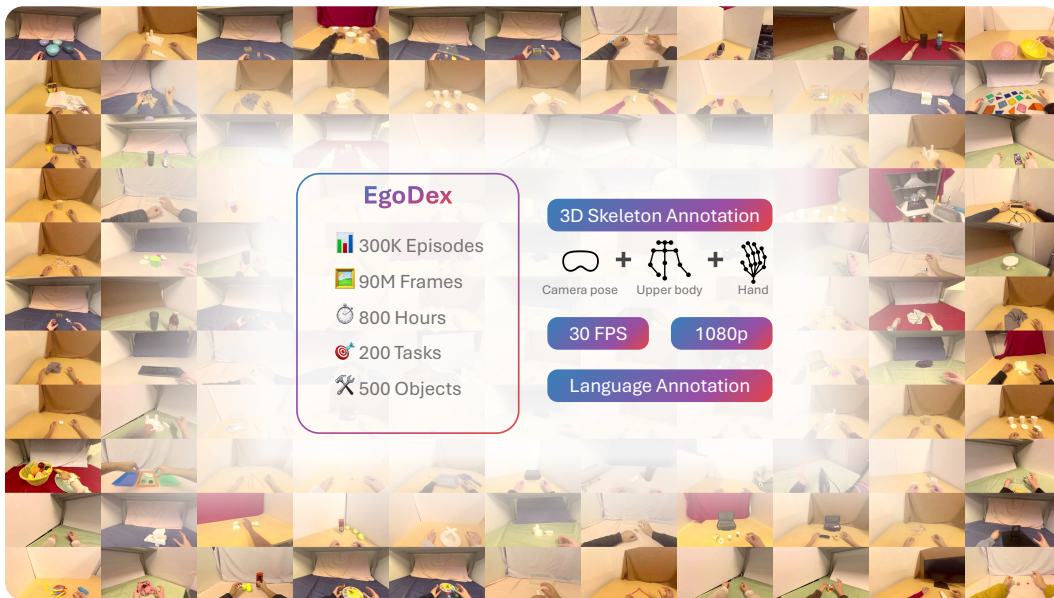 EgoDex
300K Episodes
90M Frames
800 Hours
200 Tasks
500 Objects
3D Skeleton Annotation
Camera pose + Upper body + Hand
30 FPS
1080p
Language Annotation